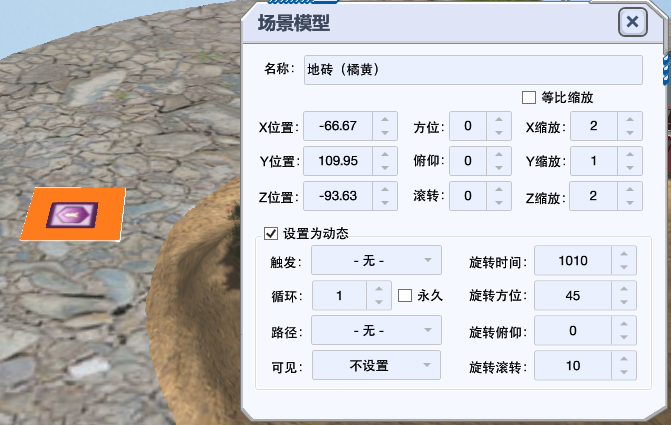 场景模型
名称： 地砖（橘黄）
等比缩放
X位置： -66.67 方位： 0 X缩放： 2
Y位置： 109.95 俯仰： 0 Y缩放： 1
Z位置： -93.63 滚转： 0 Z缩放： 2
设置为动态
触发： - 无 - 旋转时间： 1010
循环： 1 永久 旋转方位： 45
路径： - 无 - 旋转俯仰： 0
可见： 不设置 旋转滚转： 10